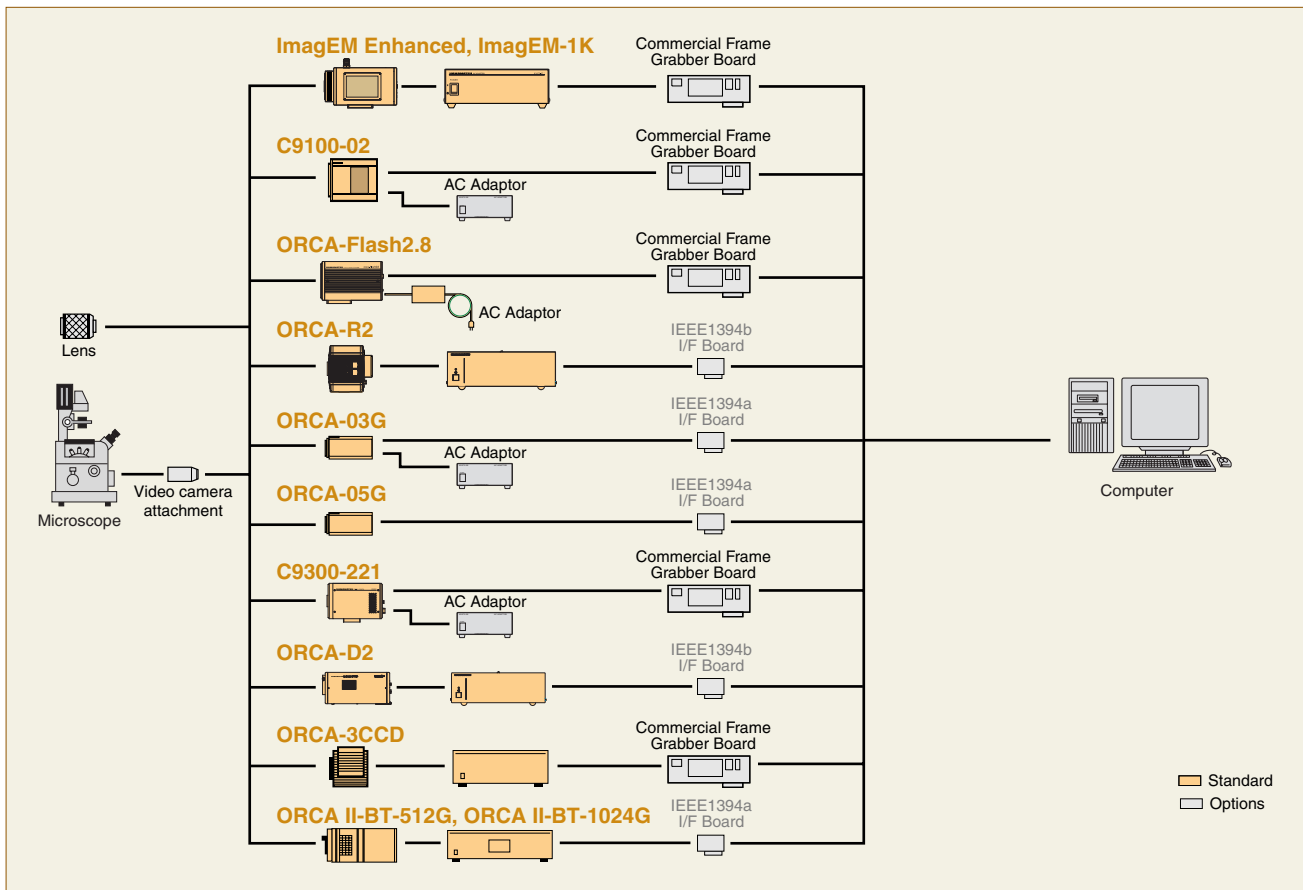 ImagEM Enhanced, ImagEM-1K
Commercial Frame
Grabber Board
C9100-02
AC Adaptor
Commercial Frame
Grabber Board
ORCA-Flash2.8
AC Adaptor
Commercial Frame
Grabber Board
Lens
ORCA-R2
IEEE1394b
I/F Board
ORCA-03G
AC Adaptor
IEEE1394a
I/F Board
Microscope
Video camera
attachment
Computer
ORCA-05G
IEEE1394a
I/F Board
C9300-221
AC Adaptor
Commercial Frame
Grabber Board
ORCA-D2
IEEE1394b
I/F Board
ORCA-3CCD
Commercial Frame
Grabber Board
ORCA II-BT-512G, ORCA II-BT-1024G
IEEE1394a
I/F Board
Standard
Options